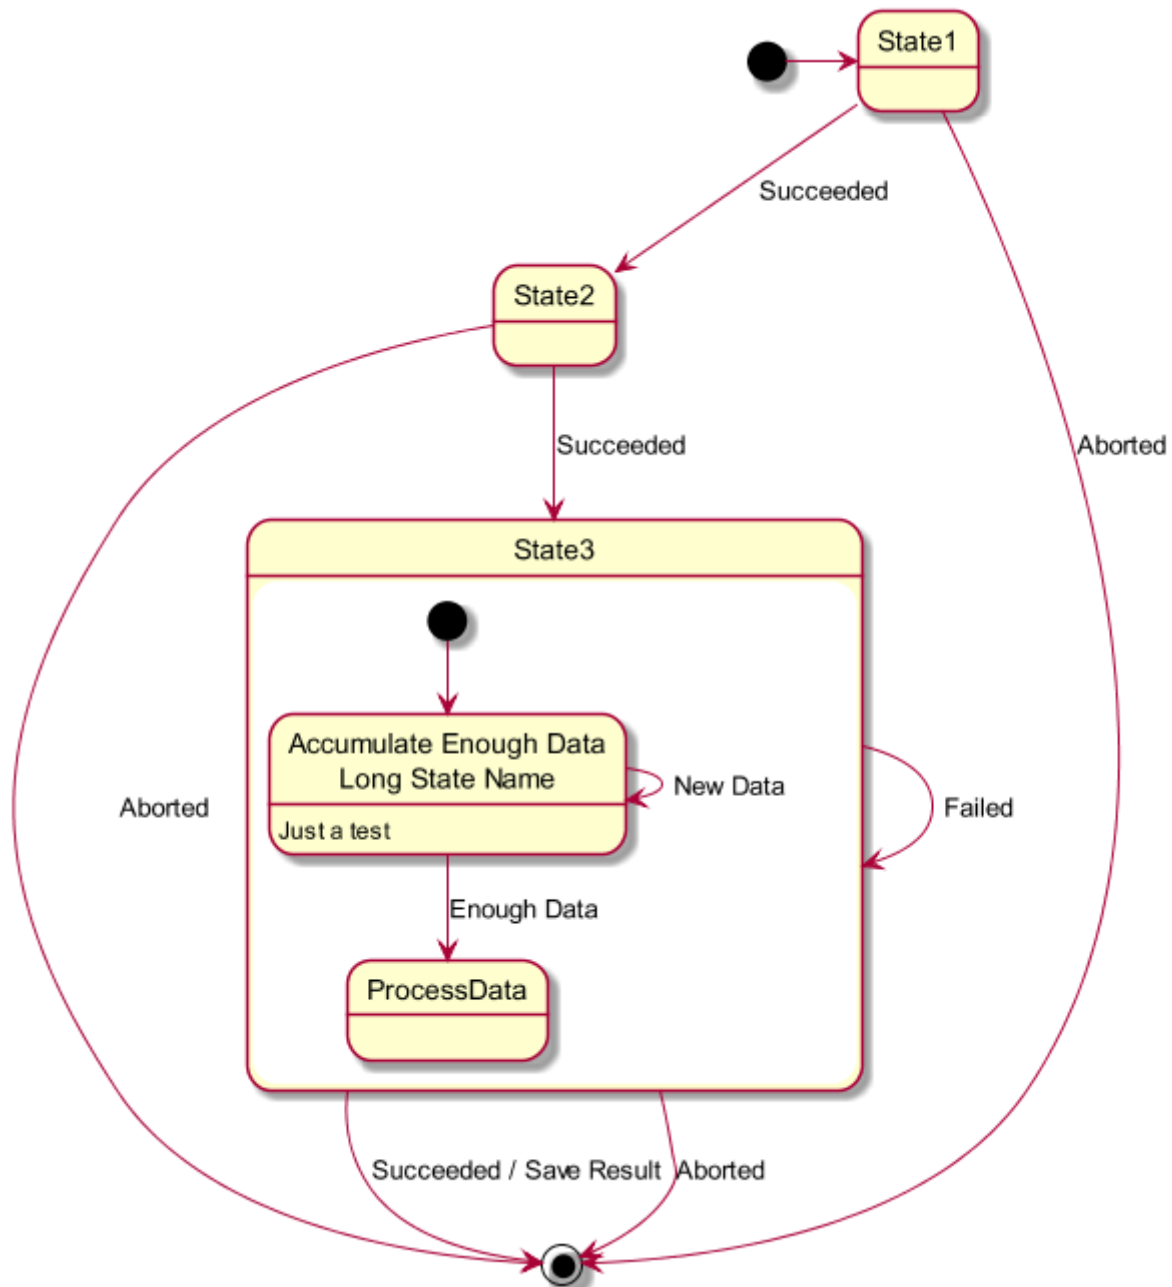 State1
Succeeded
State2
Succeeded
Aborted
State3
Accumulate Enough Data
Long State Name
New Data
Just a test
Aborted
Failed
Enough Data
ProcessData
Succeeded / Save Result
Aborted